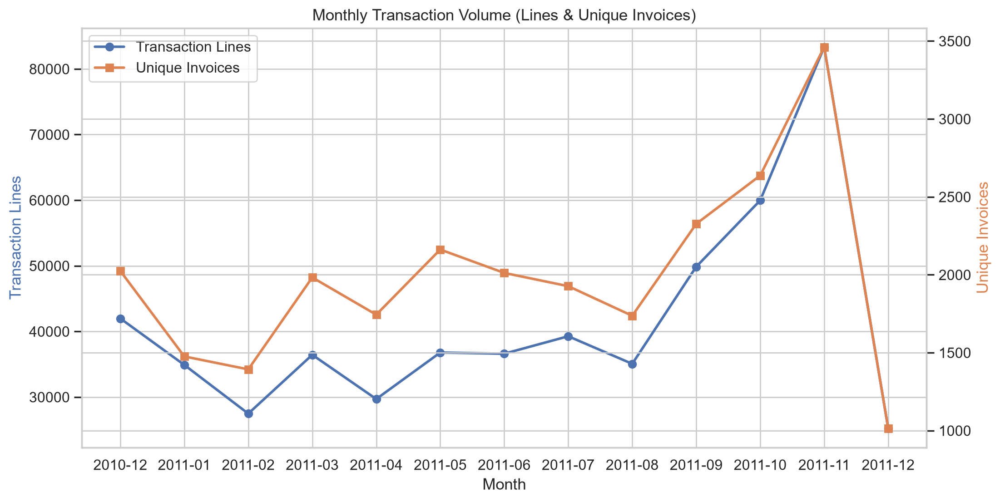 Monthly Transaction Volume (Lines & Unique Invoices)
Transaction Lines
Unique Invoices
80000
70000
60000
50000
40000
30000
Transaction Lines
3500
3000
2500
2000
1500
1000
Unique Invoices
2010-12 2011-01 2011-02 2011-03 2011-04 2011-05 2011-06 2011-07 2011-08 2011-09 2011-10 2011-11 2011-12
Month